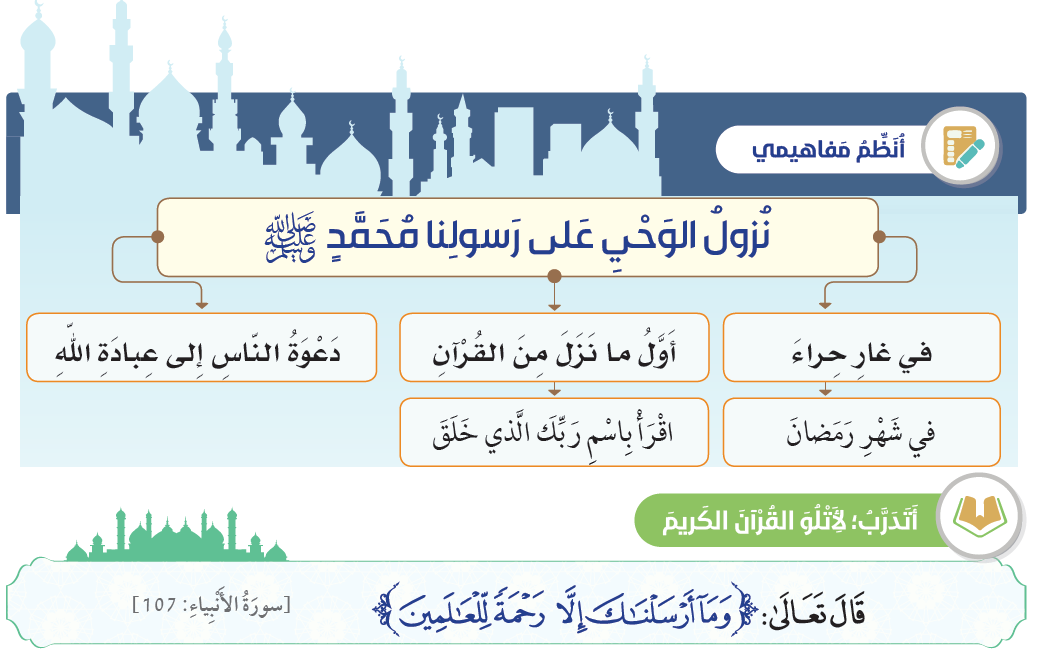 أُنَظِّمُ مَفاهيمي
نُزولُ الوَحْيِ عَلى رَسولِنا مُحَمَّدٍ ﷺ
في غارِ حِراءَ
أَوَّلُ ما نَزَلَ مِنَ القُرْآنِ
دَعْوَةُ النّاسِ إِلى عِبادَةِ اللّٰهِ
في شَهْرِ رَمَضانَ
اقْرَأْ بِاسْمِ رَبِّكَ الَّذي خَلَقَ
أَتَدَرَّبُ؛ لِأَتْلُوَ القُرْآنَ الكَريمَ
قَالَ تَعَالَىٰ: ﴿وَمَآ أَرْسَلْنَٰكَ إِلَّا رَحْمَةً لِّلْعَٰلَمِينَ﴾ [سورَةُ الأَنْبِياءِ: 107]